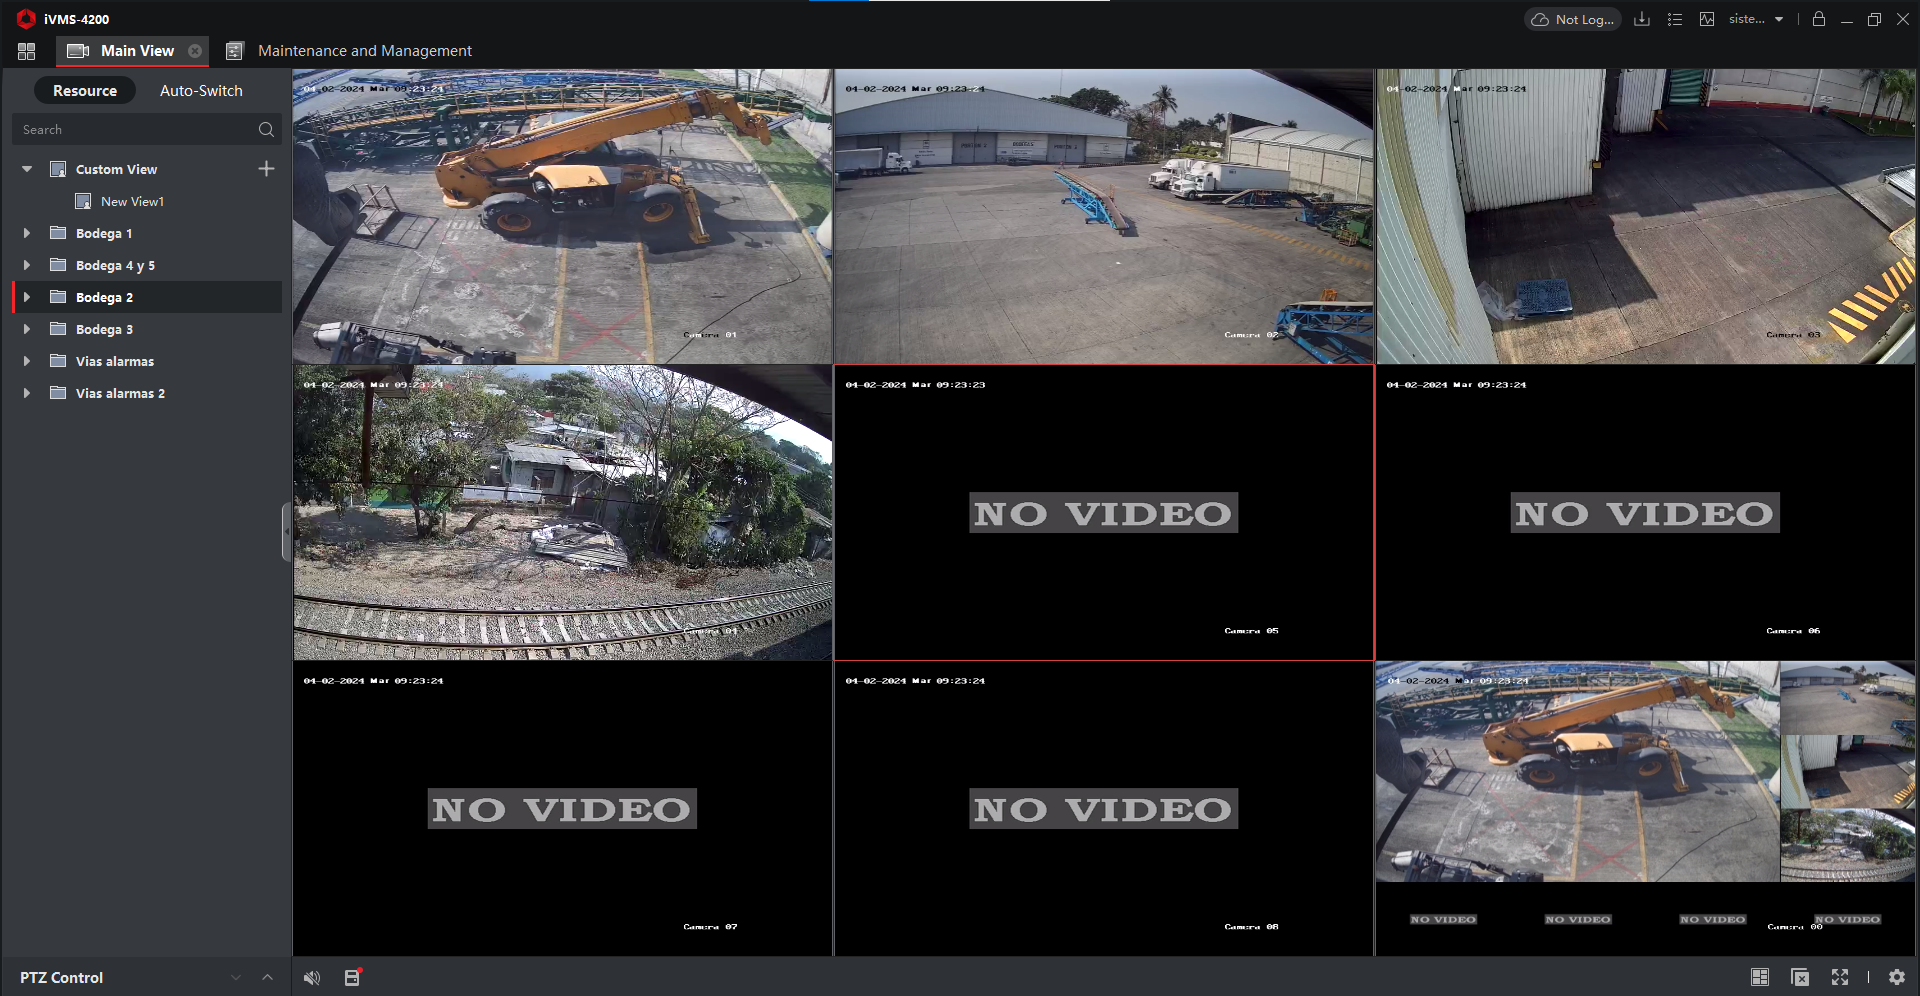 iVMS-4200
Not Log...
siste...
Main View
Maintenance and Management
Resource
Auto-Switch
Search
Custom View
New View1
Bodega 1
Bodega 4 y 5
Bodega 2
Bodega 3
Vias alarmas
Vias alarmas 2
04-02-2024 Mar 09:23:24
Camera 01
04-02-2024 Mar 09:23:24
Camera 02
04-02-2024 Mar 09:23:24
Camera 03
04-02-2024 Mar 09:23:24
Camera 04
04-02-2024 Mar 09:23:23
NO VIDEO
Camera 05
04-02-2024 Mar 09:23:24
NO VIDEO
Camera 06
04-02-2024 Mar 09:23:24
NO VIDEO
Camera 07
04-02-2024 Mar 09:23:24
NO VIDEO
Camera 08
04-02-2024 Mar 09:23:24
NO VIDEO
NO VIDEO
NO VIDEO
NO VIDEO
Camera 00
PTZ Control